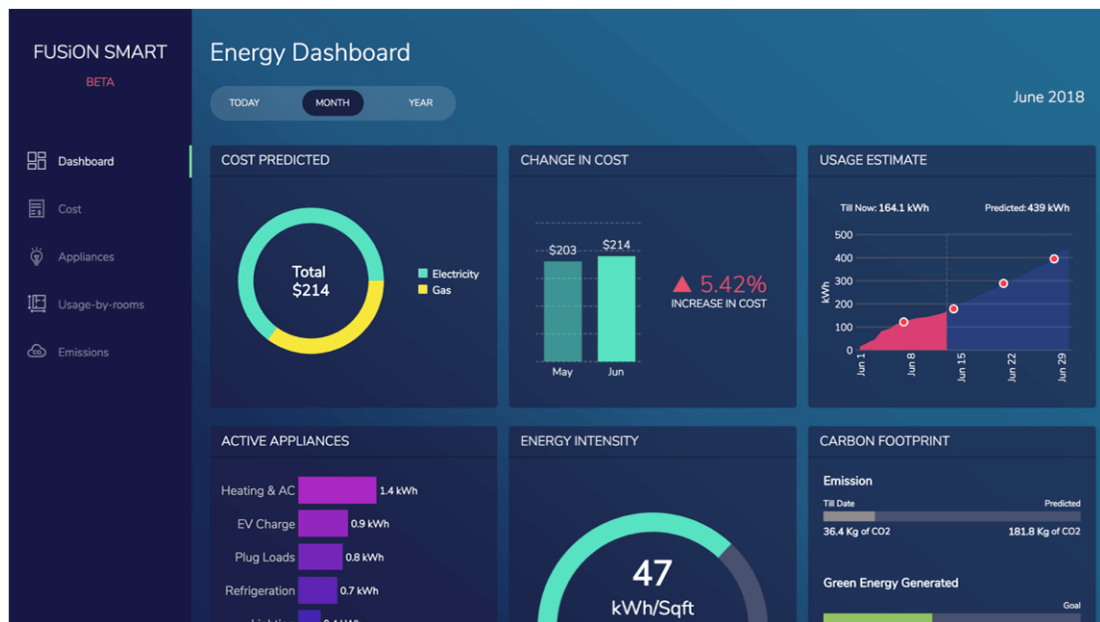 FUSiON SMART
BETA
Dashboard
Cost
Appliances
Usage-by-rooms
Emissions
Energy Dashboard
TODAY MONTH YEAR
June 2018
COST PREDICTED
Total
$214
Electricity
Gas
CHANGE IN COST
$203 $214
May Jun
5.42%
INCREASE IN COST
USAGE ESTIMATE
Till Now: 164.1 kWh Predicted: 439 kWh
kWh
500
400
300
200
100
0
Jun 1 Jun 8 Jun 15 Jun 22 Jun 29
ACTIVE APPLIANCES
Heating & AC 1.4 kWh
EV Charge 0.9 kWh
Plug Loads 0.8 kWh
Refrigeration 0.7 kWh
ENERGY INTENSITY
47
kWh/Sqft
CARBON FOOTPRINT
Emission
Till Date Predicted
36.4 Kg of CO2 181.8 Kg of CO2
Green Energy Generated
Goal